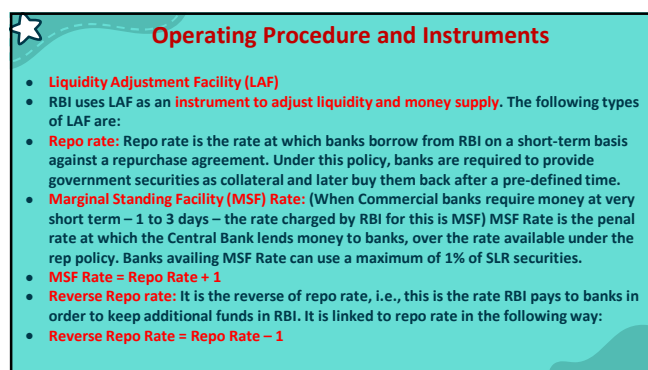 Operating Procedure and Instruments
● Liquidity Adjustment Facility (LAF)
● RBI uses LAF as an instrument to adjust liquidity and money supply. The following types
of LAF are:
● Repo rate: Repo rate is the rate at which banks borrow from RBI on a short-term basis
against a repurchase agreement. Under this policy, banks are required to provide
government securities as collateral and later buy them back after a pre-defined time.
● Marginal Standing Facility (MSF) Rate: (When Commercial banks require money at very
short term – 1 to 3 days – the rate charged by RBI for this is MSF) MSF Rate is the penal
rate at which the Central Bank lends money to banks, over the rate available under the
rep policy. Banks availing MSF Rate can use a maximum of 1% of SLR securities.
● MSF Rate = Repo Rate + 1
● Reverse Repo rate: It is the reverse of repo rate, i.e., this is the rate RBI pays to banks in
order to keep additional funds in RBI. It is linked to repo rate in the following way:
● Reverse Repo Rate = Repo Rate – 1